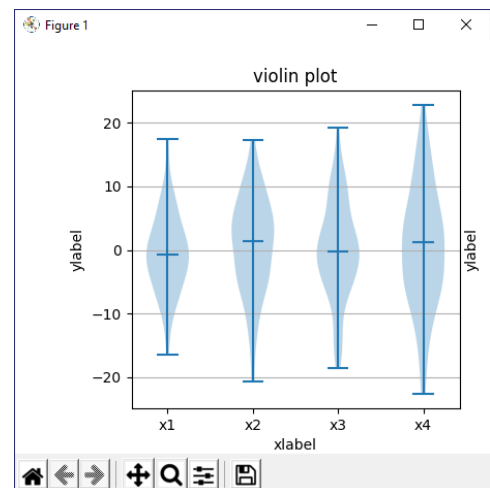 Figure 1
violin plot
20
10
0
−10
−20
ylabel
ylabel
x1 x2 x3 x4
xlabel